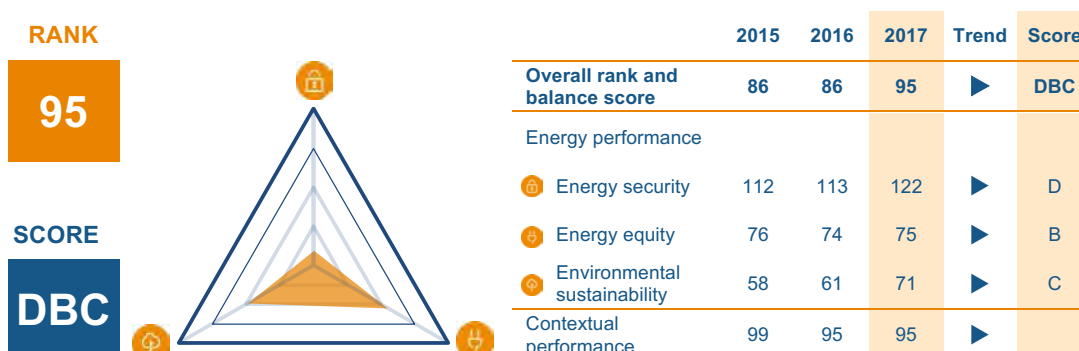 RANK
95
SCORE
DBC
2015 2016 2017 Trend Score
Overall rank and
balance score 86 86 95 DBC
Energy performance
Energy security 112 113 122 D
Energy equity 76 74 75 B
Environmental
sustainability 58 61 71 C
Contextual
performance 99 95 95